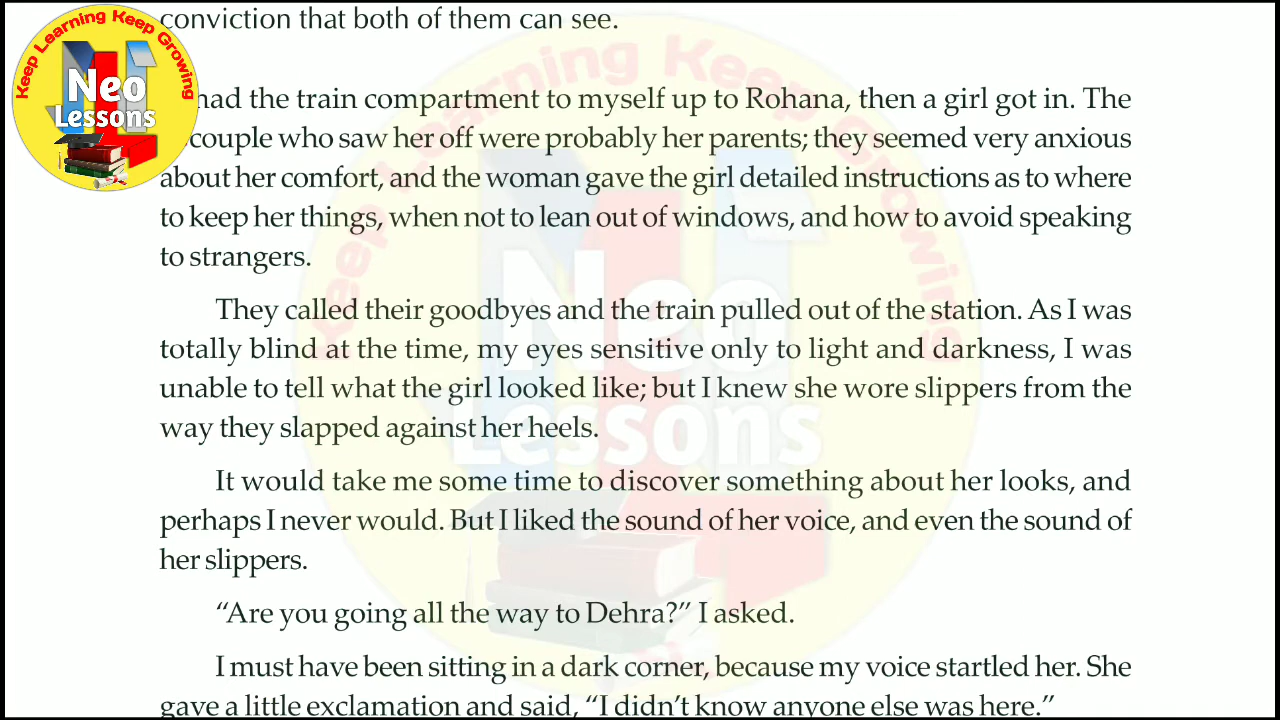 conviction that both of them can see.
Keep Learning Keep Growing
Neo
Lessons
had the train compartment to myself up to Rohana, then a girl got in. The
couple who saw her off were probably her parents; they seemed very anxious
about her comfort, and the woman gave the girl detailed instructions as to where
to keep her things, when not to lean out of windows, and how to avoid speaking
to strangers.
They called their goodbyes and the train pulled out of the station. As I was
totally blind at the time, my eyes sensitive only to light and darkness, I was
unable to tell what the girl looked like; but I knew she wore slippers from the
way they slapped against her heels.
It would take me some time to discover something about her looks, and
perhaps I never would. But I liked the sound of her voice, and even the sound of
her slippers.
“Are you going all the way to Dehra?” I asked.
I must have been sitting in a dark corner, because my voice startled her. She
gave a little exclamation and said, “I didn’t know anyone else was here.”
Keep Learning Keep Growing
Neo
Lessons